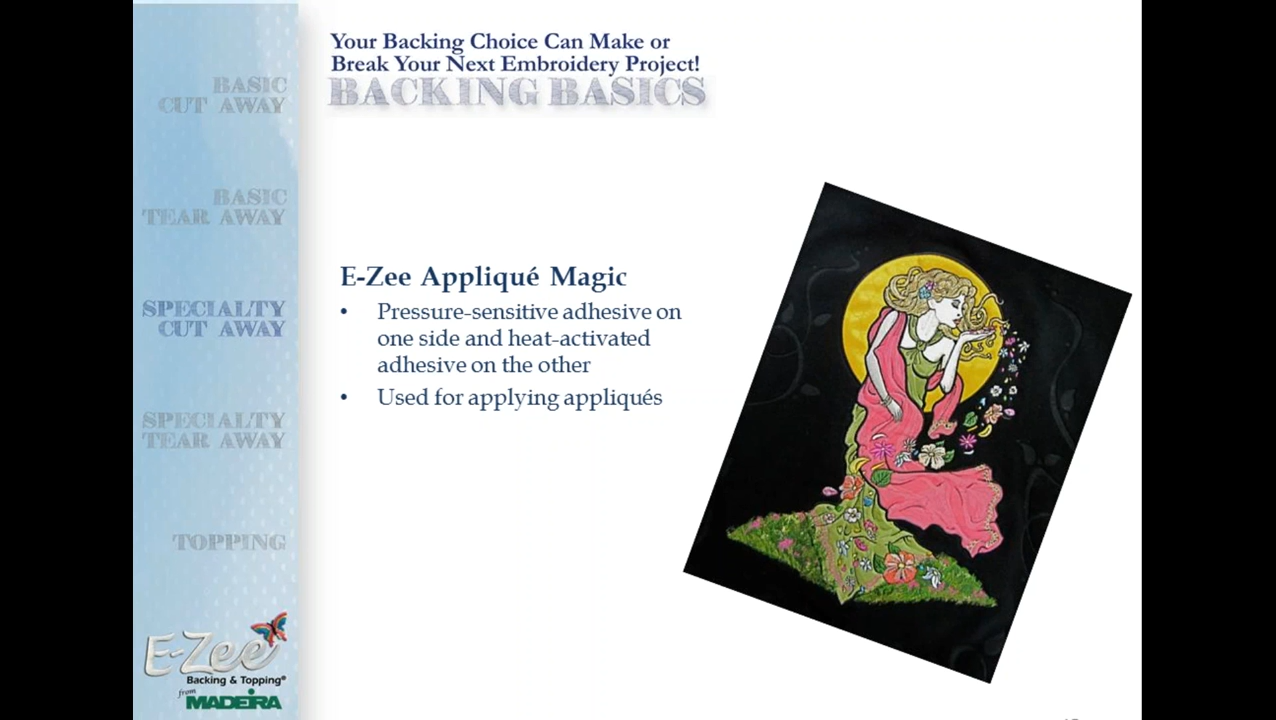 Your Backing Choice Can Make or
Break Your Next Embroidery Project!
BACKING BASICS
BASIC
CUT AWAY
BASIC
TEAR AWAY
SPECIALTY
CUT AWAY
SPECIALTY
TEAR AWAY
TOPPING
E-Zee Appliqué Magic
• Pressure-sensitive adhesive on
one side and heat-activated
adhesive on the other
• Used for applying appliqués
E-Zee
Backing & Topping®
from
MADEIRA